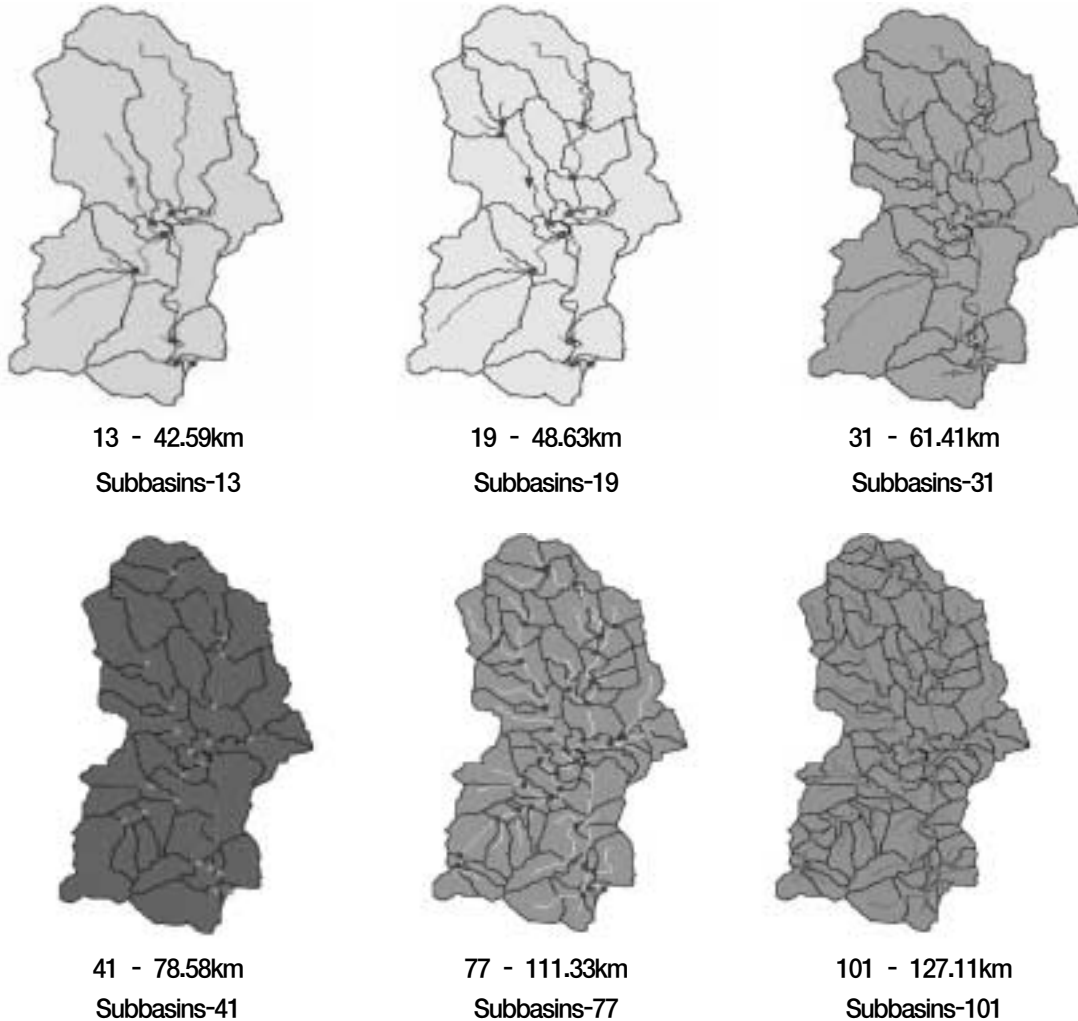 13 - 42.59km
19 - 48.63km
31 - 61.41km
Subbasins-13
Subbasins-19
Subbasins-31
41 - 78.58km
77 - 111.33km
101 - 127.11km
Subbasins-41
Subbasins-77
Subbasins-101